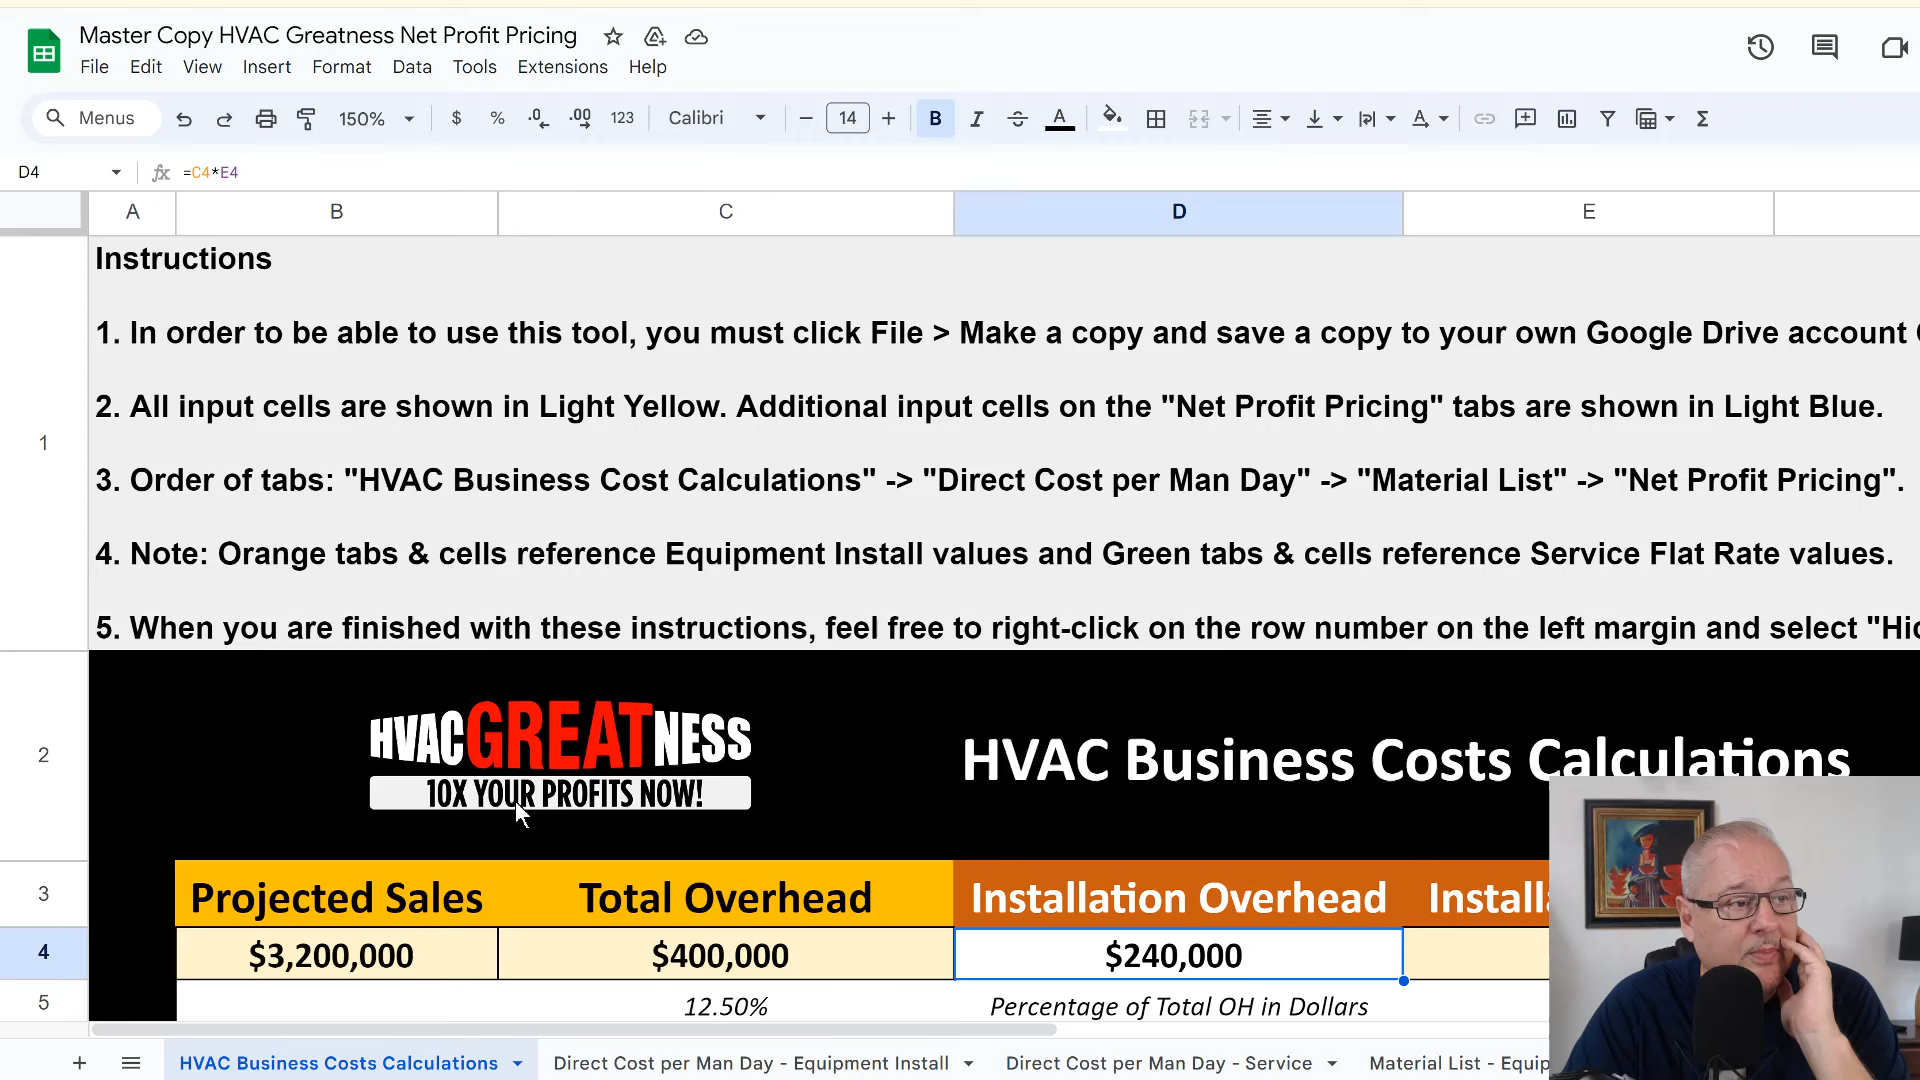 Master Copy HVAC Greatness Net Profit Pricing
File Edit View Insert Format Data Tools Extensions Help
Menus 150% $ % .0 .00 123 Calibri 14 B I A
D4 fx =C4*E4
A B C D E
1
Instructions
1. In order to be able to use this tool, you must click File > Make a copy and save a copy to your own Google Drive account
2. All input cells are shown in Light Yellow. Additional input cells on the "Net Profit Pricing" tabs are shown in Light Blue.
3. Order of tabs: "HVAC Business Cost Calculations" -> "Direct Cost per Man Day" -> "Material List" -> "Net Profit Pricing".
4. Note: Orange tabs & cells reference Equipment Install values and Green tabs & cells reference Service Flat Rate values.
5. When you are finished with these instructions, feel free to right-click on the row number on the left margin and select
2
HVACGREATNESS
10X YOUR PROFITS NOW!
HVAC Business Costs Calculations
3 Projected Sales Total Overhead Installation Overhead
4 $3,200,000 $400,000 $240,000
5 12.50% Percentage of Total OH in Dollars
HVAC Business Costs Calculations Direct Cost per Man Day - Equipment Install Direct Cost per Man Day - Service Material List - Equip